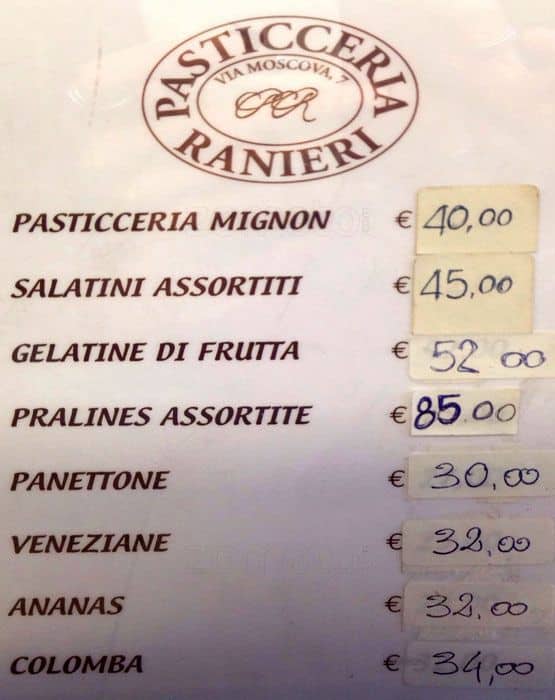 PASTICCERIA
VIA MOSCOVA, 7
RANIERI
PASTICCERIA MIGNON € 40,00
SALATINI ASSORTITI € 45,00
GELATINE DI FRUTTA € 52.00
PRALINES ASSORTITE € 85.00
PANETTONE € 30,00
VENEZIANE € 32,00
ANANAS € 32,00
COLOMBA € 34,00